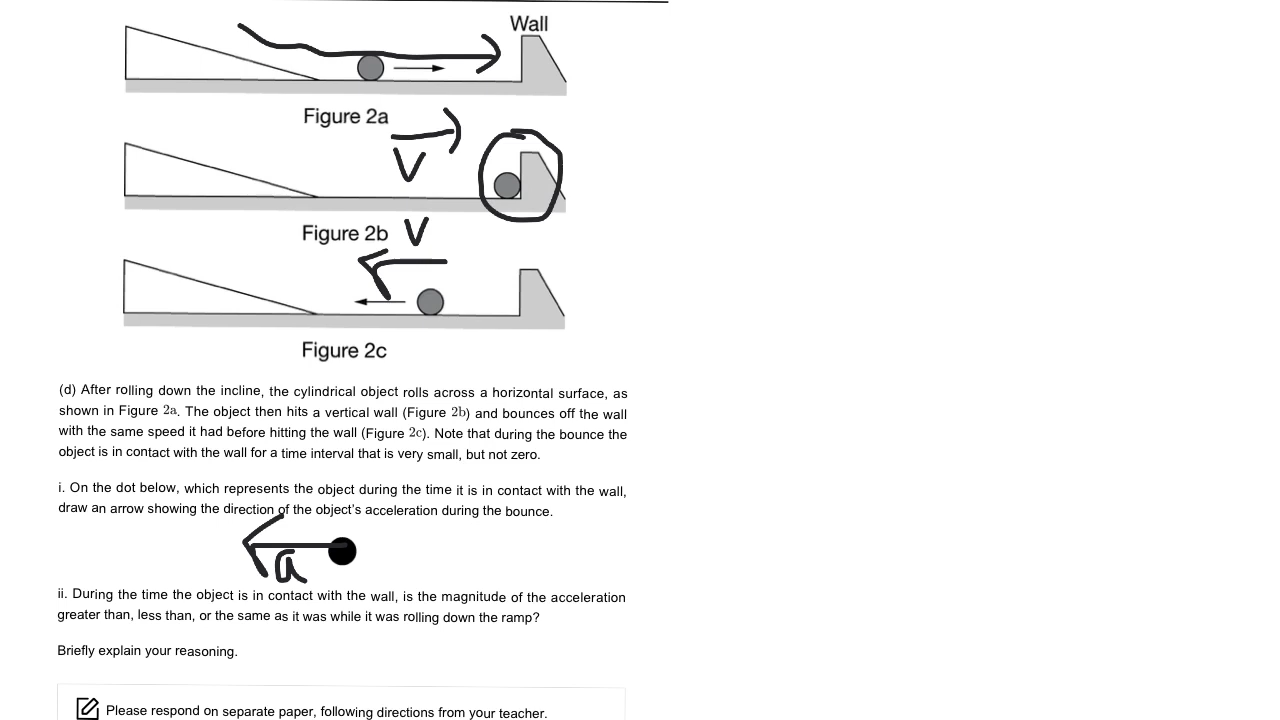 Wall
Figure 2a
V
Figure 2b V
Figure 2c
(d) After rolling down the incline, the cylindrical object rolls across a horizontal surface, as
shown in Figure 2a. The object then hits a vertical wall (Figure 2b) and bounces off the wall
with the same speed it had before hitting the wall (Figure 2c). Note that during the bounce the
object is in contact with the wall for a time interval that is very small, but not zero.
i. On the dot below, which represents the object during the time it is in contact with the wall,
draw an arrow showing the direction of the object's acceleration during the bounce.
a
ii. During the time the object is in contact with the wall, is the magnitude of the acceleration
greater than, less than, or the same as it was while it was rolling down the ramp?
Briefly explain your reasoning.
Please respond on separate paper, following directions from your teacher.